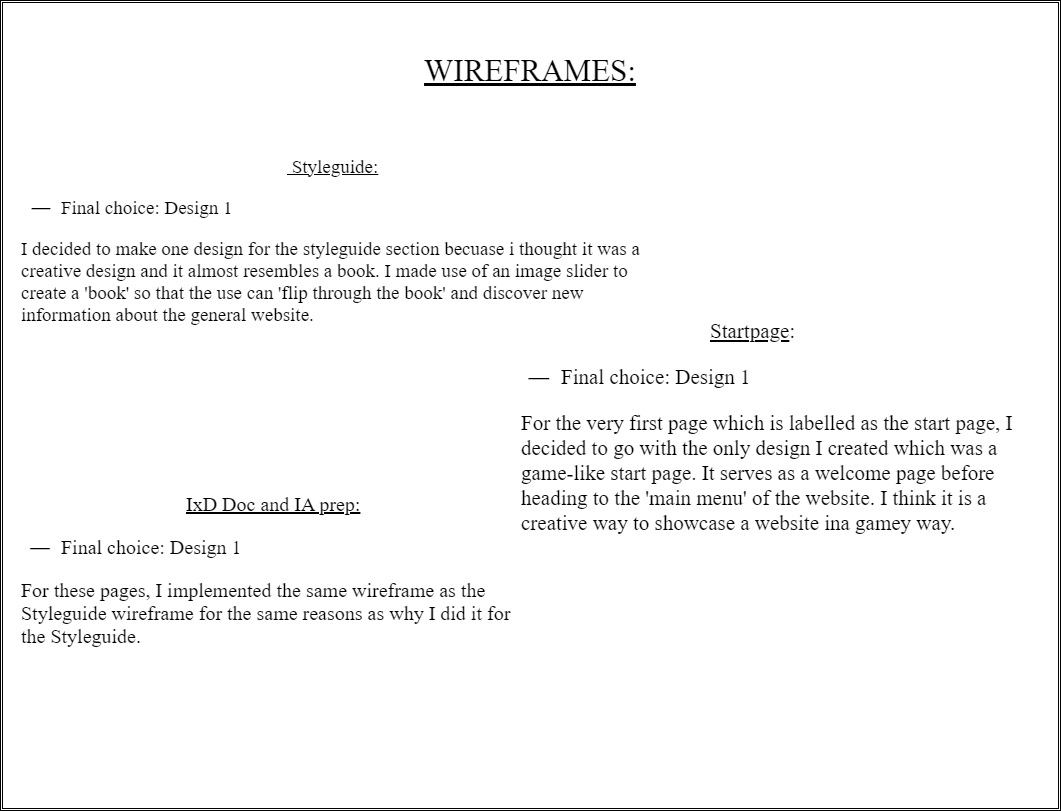 WIREFRAMES:
Styleguide:
— Final choice: Design 1
I decided to make one design for the styleguide section becuase i thought it was a
creative design and it almost resembles a book. I made use of an image slider to
create a 'book' so that the use can 'flip through the book' and discover new
information about the general website.
Startpage:
— Final choice: Design 1
For the very first page which is labelled as the start page, I
decided to go with the only design I created which was a
game-like start page. It serves as a welcome page before
heading to the 'main menu' of the website. I think it is a
creative way to showcase a website ina gamey way.
IxD Doc and IA prep:
— Final choice: Design 1
For these pages, I implemented the same wireframe as the
Styleguide wireframe for the same reasons as why I did it for
the Styleguide.